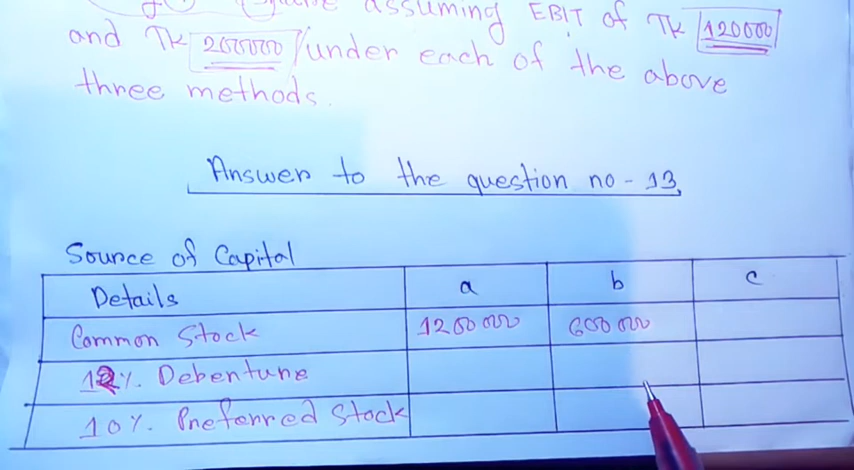 assuming EBIT of Tk 120000
and Tk 200000 / under each of the above
three methods.
Answer to the question no - 13.
Source of Capital
Details a b c
Common Stock 1200000 600000
12%. Debenture
10%. Preferred Stock